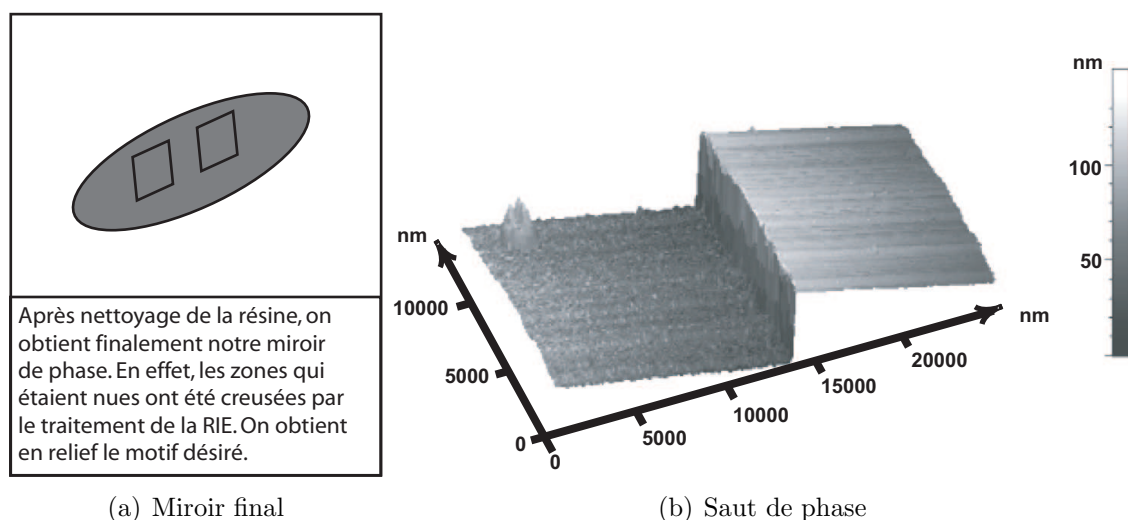 Après nettoyage de la résine, on
obtient finalement notre miroir
de phase. En effet, les zones qui
étaient nues ont été creusées par
le traitement de la RIE. On obtient
en relief le motif désiré.
(a) Miroir final
nm
10000
5000
0
0
5000
10000
15000
20000
nm
nm
100
50
(b) Saut de phase